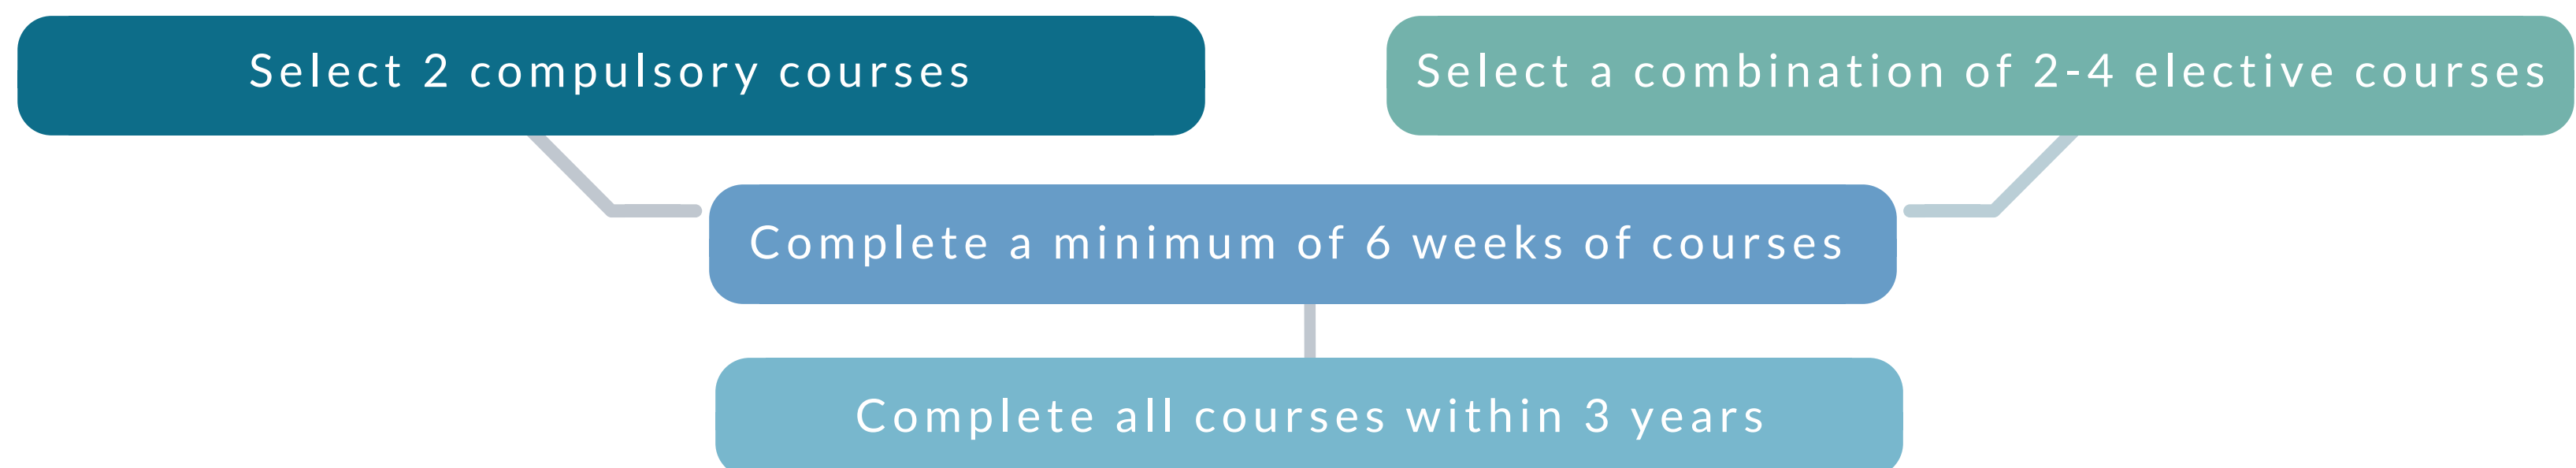 Select 2 compulsory courses
Select a combination of 2-4 elective courses
Complete a minimum of 6 weeks of courses
Complete all courses within 3 years